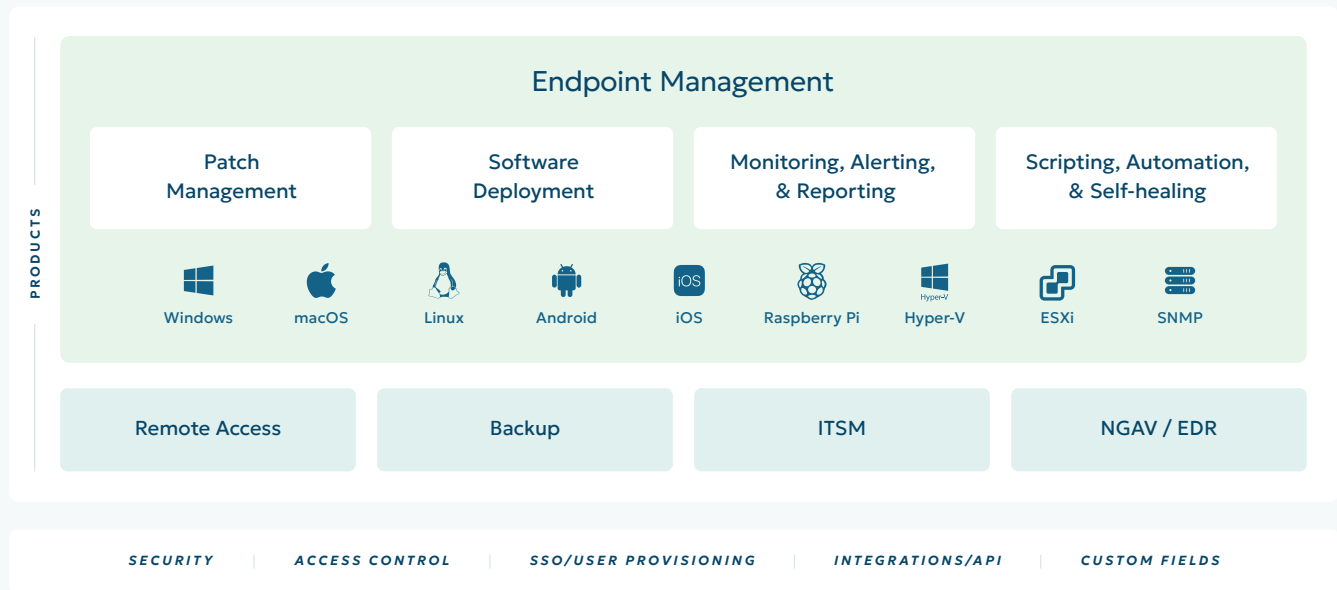 Endpoint Management
Patch
Management
Software
Deployment
Monitoring, Alerting,
& Reporting
Scripting, Automation,
& Self-healing
PRODUCTS
iOS
Hyper-V
Windows
macOS
Linux
Android
iOS
Raspberry Pi
Hyper-V
ESXi
SNMP
Remote Access
Backup
ITSM
NGAV / EDR
SECURITY
ACCESS CONTROL
SSO/USER PROVISIONING
INTEGRATIONS/API
CUSTOM FIELDS